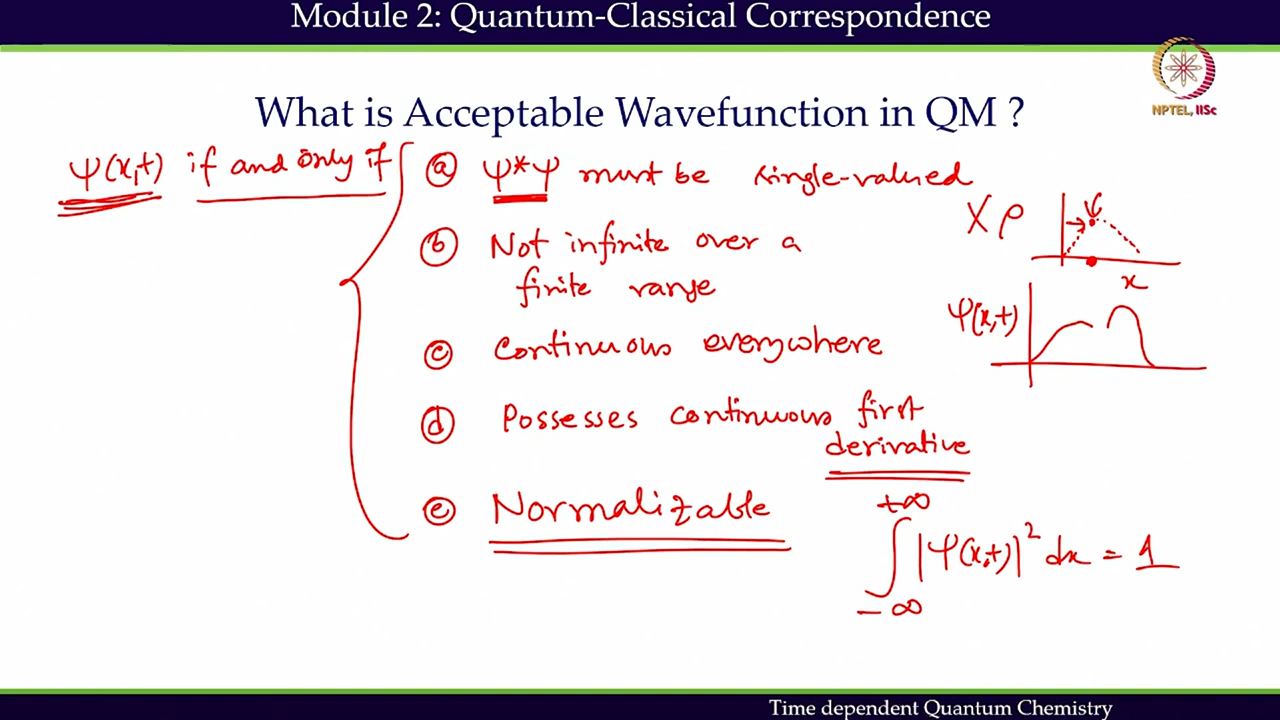 Module 2: Quantum-Classical Correspondence
NPTEL, IISc
What is Acceptable Wavefunction in QM ?
ψ(x,t) if and only if
ⓐ ψ*ψ must be single-valued
ⓑ Not infinite over a
finite range
ⓒ Continuous everywhere
ⓓ Possesses continuous first
derivative
ⓔ Normalizable
x
ψ(x,t)
+∞
∫ |ψ(x,t)|² dx = 1
-∞
Time dependent Quantum Chemistry